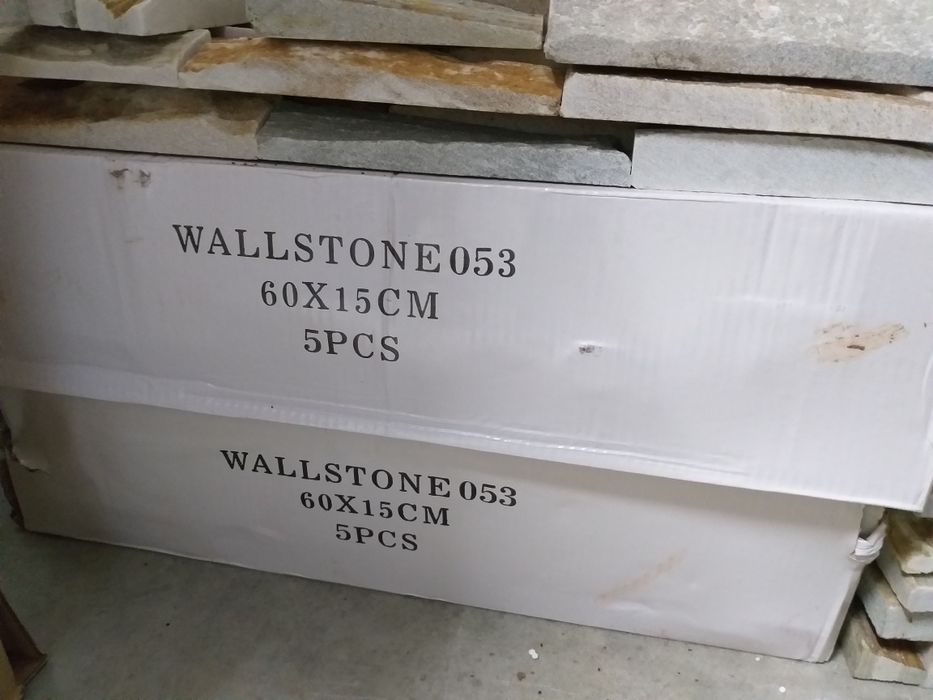 WALLSTONE 053
60X15CM
5PCS
WALLSTONE 053
60X15CM
5PCS